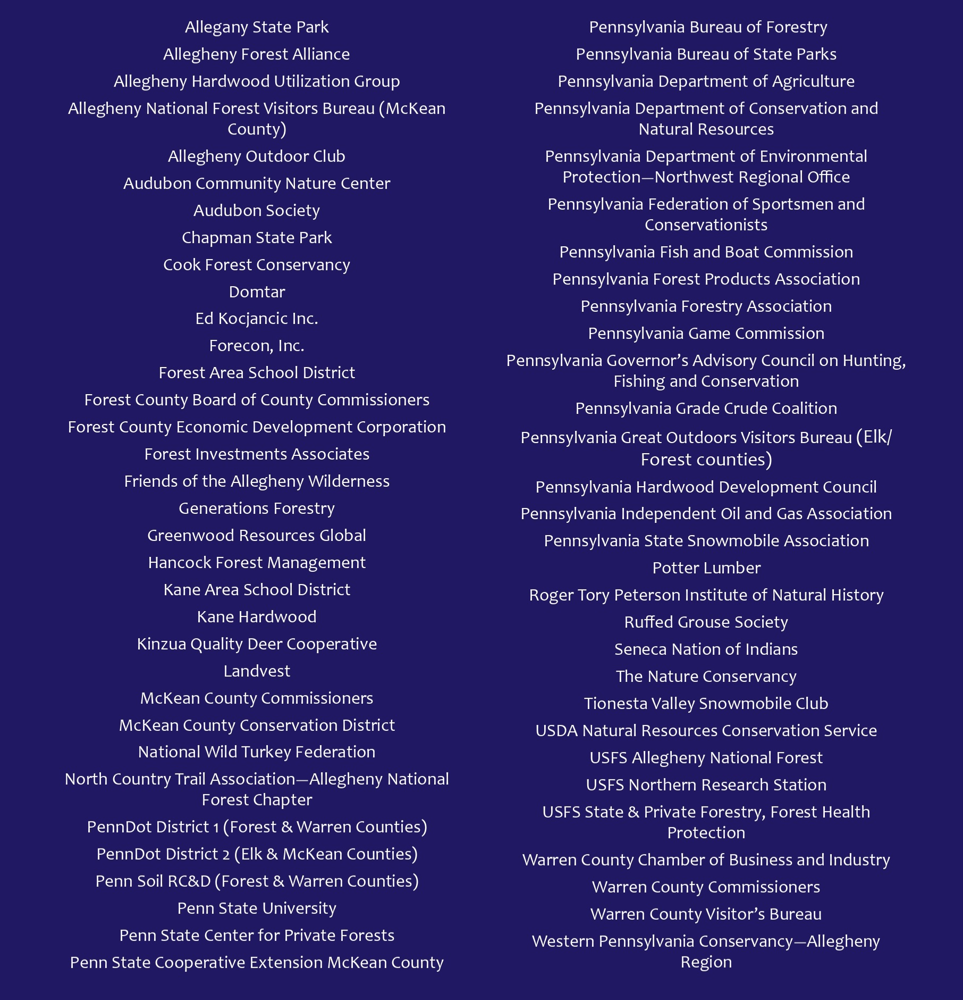 Allegany State Park
Allegheny Forest Alliance
Allegheny Hardwood Utilization Group
Allegheny National Forest Visitors Bureau (McKean
County)
Allegheny Outdoor Club
Audubon Community Nature Center
Audubon Society
Chapman State Park
Cook Forest Conservancy
Domtar
Ed Kocjancic Inc.
Forecon, Inc.
Forest Area School District
Forest County Board of County Commissioners
Forest County Economic Development Corporation
Forest Investments Associates
Friends of the Allegheny Wilderness
Generations Forestry
Greenwood Resources Global
Hancock Forest Management
Kane Area School District
Kane Hardwood
Kinzua Quality Deer Cooperative
Landvest
McKean County Commissioners
McKean County Conservation District
National Wild Turkey Federation
North Country Trail Association—Allegheny National
Forest Chapter
PennDot District 1 (Forest & Warren Counties)
PennDot District 2 (Elk & McKean Counties)
Penn Soil RC&D (Forest & Warren Counties)
Penn State University
Penn State Center for Private Forests
Penn State Cooperative Extension McKean County
Pennsylvania Bureau of Forestry
Pennsylvania Bureau of State Parks
Pennsylvania Department of Agriculture
Pennsylvania Department of Conservation and
Natural Resources
Pennsylvania Department of Environmental
Protection—Northwest Regional Office
Pennsylvania Federation of Sportsmen and
Conservationists
Pennsylvania Fish and Boat Commission
Pennsylvania Forest Products Association
Pennsylvania Forestry Association
Pennsylvania Game Commission
Pennsylvania Governor’s Advisory Council on Hunting,
Fishing and Conservation
Pennsylvania Grade Crude Coalition
Pennsylvania Great Outdoors Visitors Bureau (Elk/
Forest counties)
Pennsylvania Hardwood Development Council
Pennsylvania Independent Oil and Gas Association
Pennsylvania State Snowmobile Association
Potter Lumber
Roger Tory Peterson Institute of Natural History
Ruffed Grouse Society
Seneca Nation of Indians
The Nature Conservancy
Tionesta Valley Snowmobile Club
USDA Natural Resources Conservation Service
USFS Allegheny National Forest
USFS Northern Research Station
USFS State & Private Forestry, Forest Health
Protection
Warren County Chamber of Business and Industry
Warren County Commissioners
Warren County Visitor’s Bureau
Western Pennsylvania Conservancy—Allegheny
Region